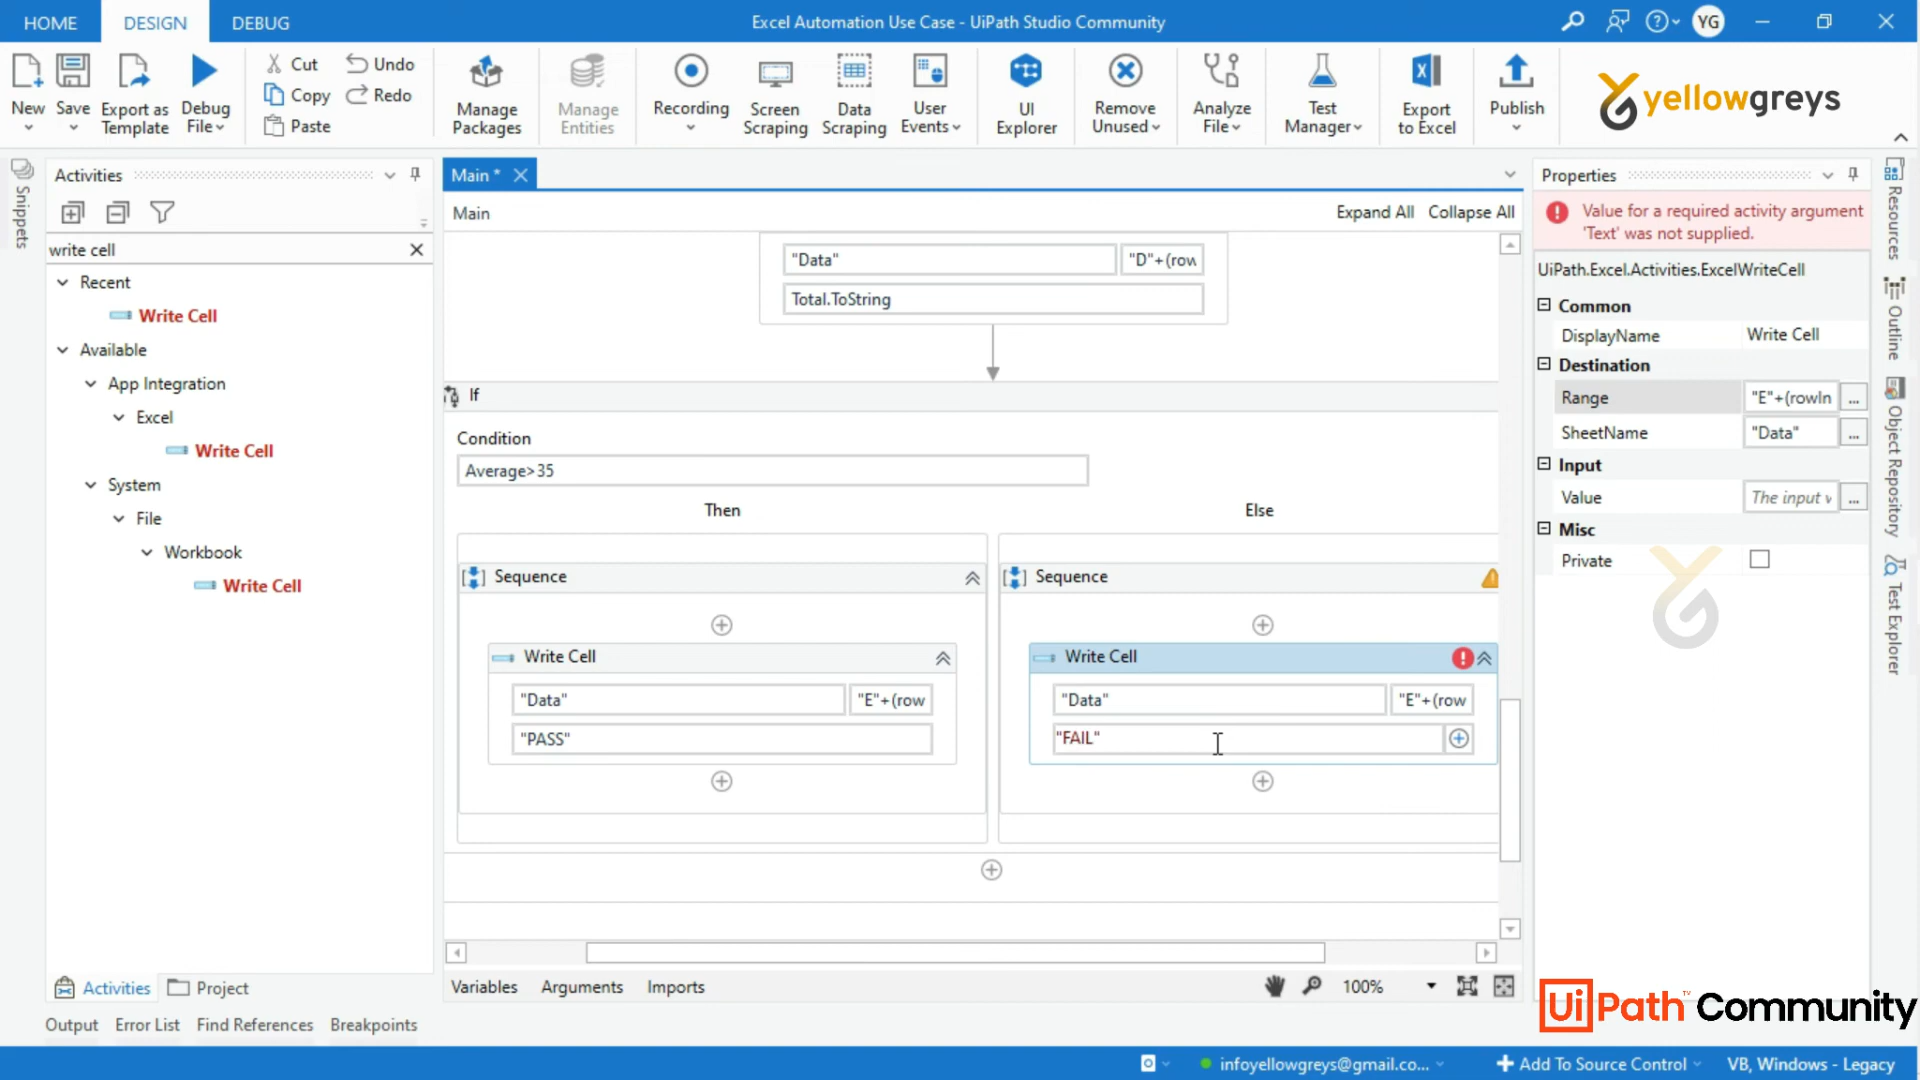 HOME DESIGN DEBUG
Excel Automation Use Case - UiPath Studio Community
YG
New
Save
Export as
Template
Debug
File
Cut
Copy
Paste
Undo
Redo
Manage
Packages
Manage
Entities
Recording
Screen
Scraping
Data
Scraping
User
Events
UI
Explorer
Remove
Unused
Analyze
File
Test
Manager
Export
to Excel
Publish
yellowgreys
Snippets
Activities
write cell
Recent
Write Cell
Available
App Integration
Excel
Write Cell
System
File
Workbook
Write Cell
Main *
Main
Expand All Collapse All
"Data" "D"+(row
Total.ToString
If
Condition
Average>35
Then Else
Sequence
Write Cell
"Data" "E"+(row
"PASS"
Sequence
Write Cell
"Data" "E"+(row
"FAIL"
Properties
Value for a required activity argument
'Text' was not supplied.
UiPath.Excel.Activities.ExcelWriteCell
Common
DisplayName Write Cell
Destination
Range "E"+(rowIn ...
SheetName "Data" ...
Input
Value The input v ...
Misc
Private
Resources
Outline
Object Repository
Test Explorer
Activities Project
Variables Arguments Imports
100%
Output Error List Find References Breakpoints
UiPath™ Community
infoyellowgreys@gmail.co...
Add To Source Control
VB, Windows - Legacy